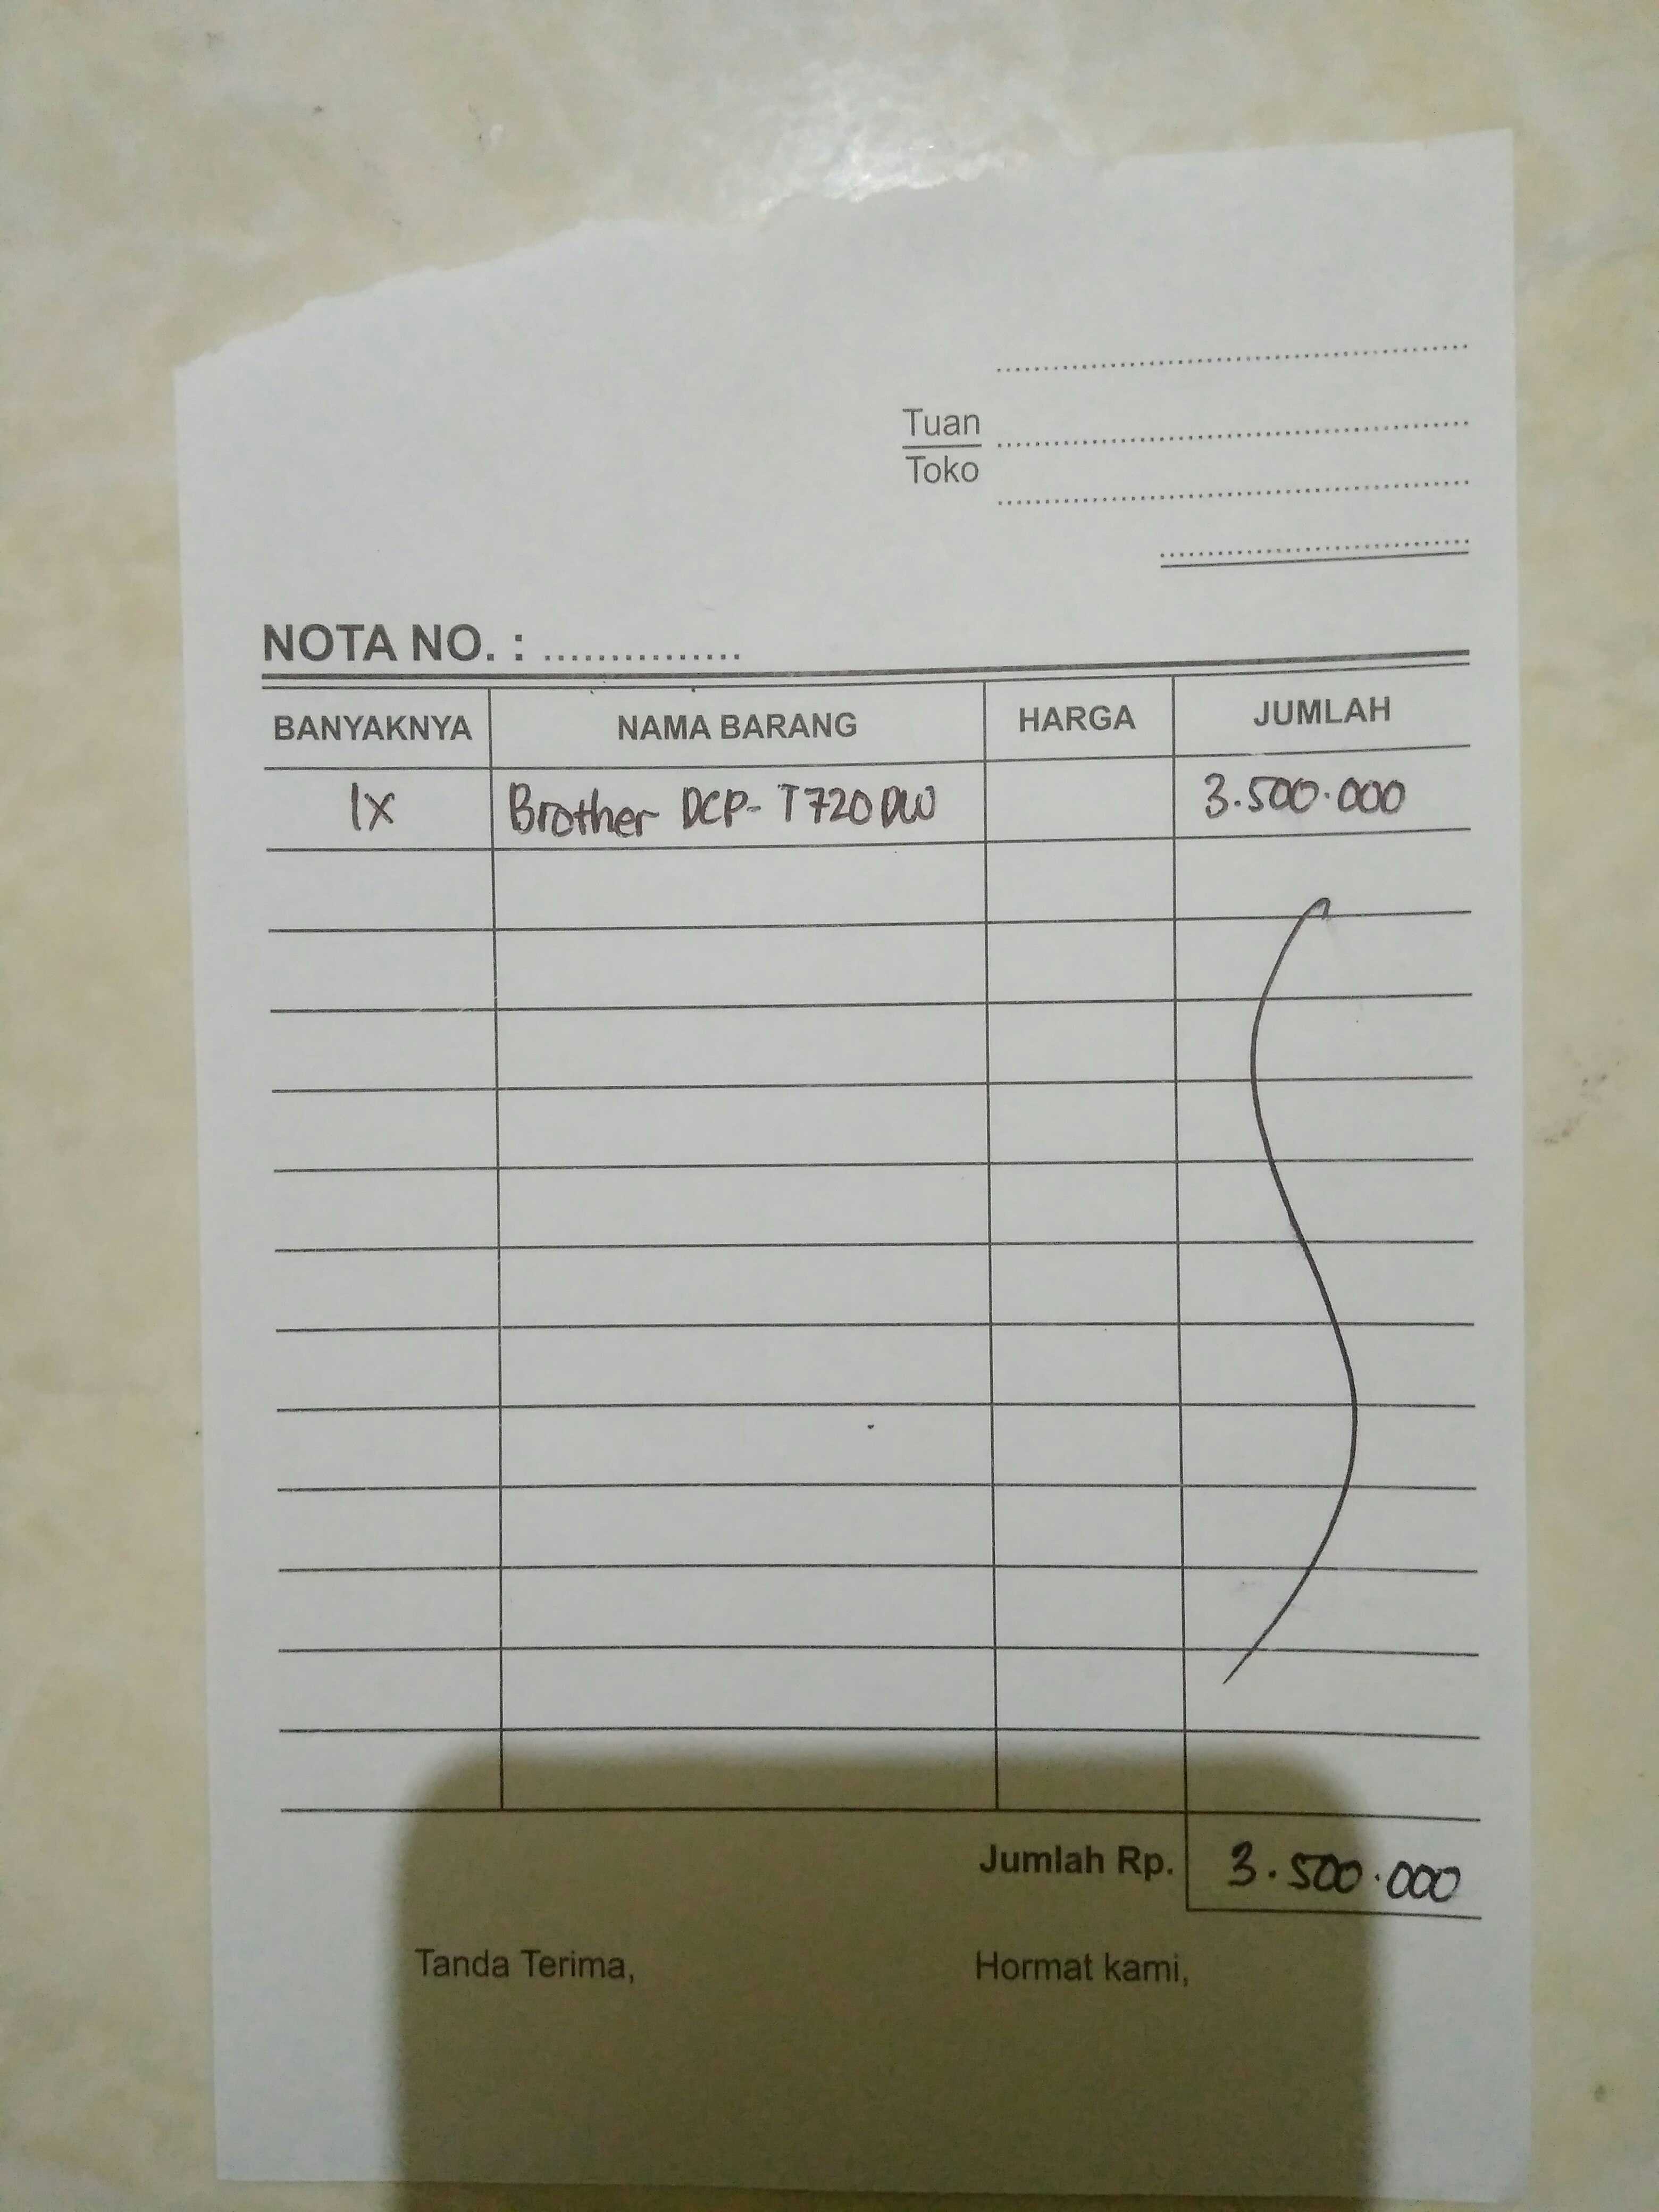 Tuan
Toko
NOTA NO. : ...............
BANYAKNYA NAMA BARANG HARGA JUMLAH
1x Brother DCP-T720DW 3.500.000
Jumlah Rp. 3.500.000
Tanda Terima, Hormat kami,